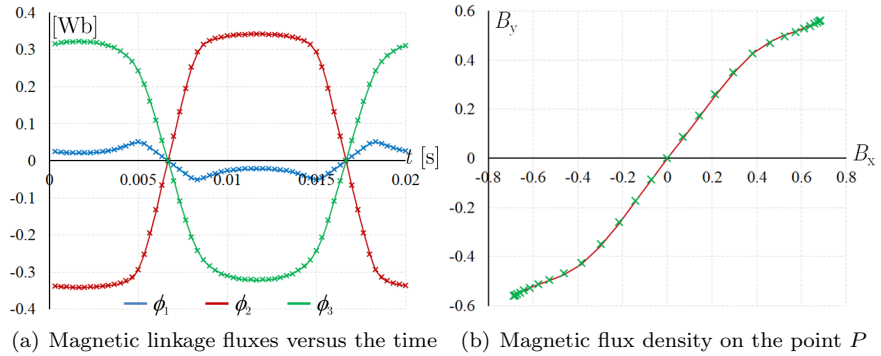 [Wb]
0.4
0.3
0.2
0.1
0
-0.1
-0.2
-0.3
-0.4
0
0.005
0.01
0.015
0.02
t [s]
ϕ₁ ϕ₂ ϕ₃
(a) Magnetic linkage fluxes versus the time
B_y
0.6
0.4
0.2
0
-0.2
-0.4
-0.6
-0.8 -0.6 -0.4 -0.2 0 0.2 0.4 0.6 0.8
B_x
(b) Magnetic flux density on the point P